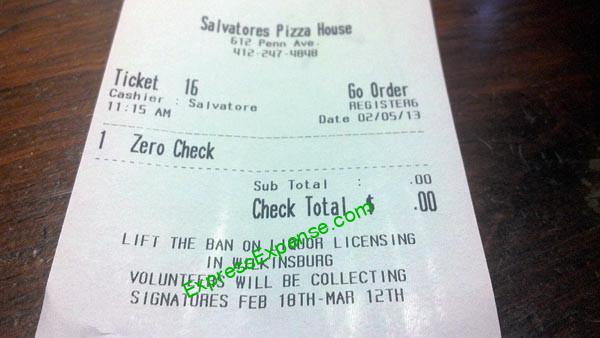 Salvatores Pizza House
612 Penn Ave.
412-247-4848
Ticket 16
Go Order
Cashier : Salvatore
REGISTER6
11:15 AM
Date 02/05/13
1 Zero Check
Sub Total : .00
Check Total $ .00
LIFT THE BAN ON LIQUOR LICENSING
IN WILKINSBURG
VOLUNTEERS WILL BE COLLECTING
SIGNATURES FEB 18TH-MAR 12TH
ExpressExpense.com